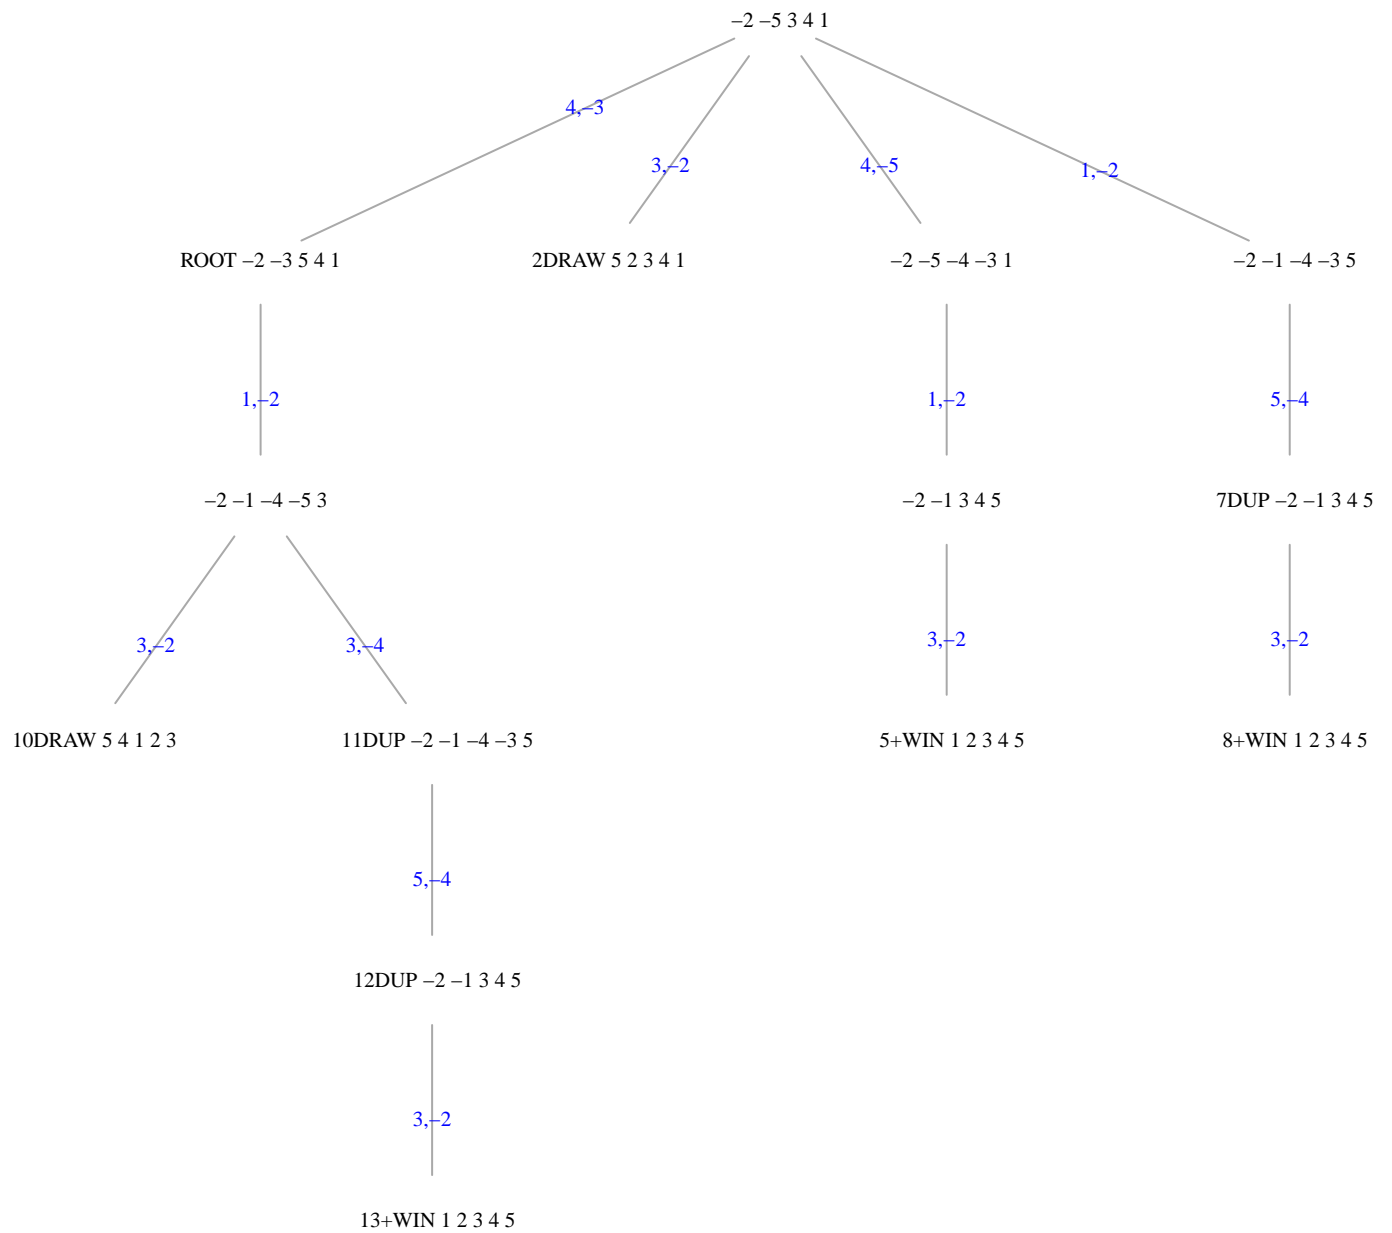 –2 –5 3 4 1
4,–3
3,–2
4,–5
1,–2
ROOT –2 –3 5 4 1
2DRAW 5 2 3 4 1
–2 –5 –4 –3 1
–2 –1 –4 –3 5
1,–2
1,–2
5,–4
–2 –1 –4 –5 3
–2 –1 3 4 5
7DUP –2 –1 3 4 5
3,–2
3,–4
3,–2
3,–2
10DRAW 5 4 1 2 3
11DUP –2 –1 –4 –3 5
5+WIN 1 2 3 4 5
8+WIN 1 2 3 4 5
5,–4
12DUP –2 –1 3 4 5
3,–2
13+WIN 1 2 3 4 5